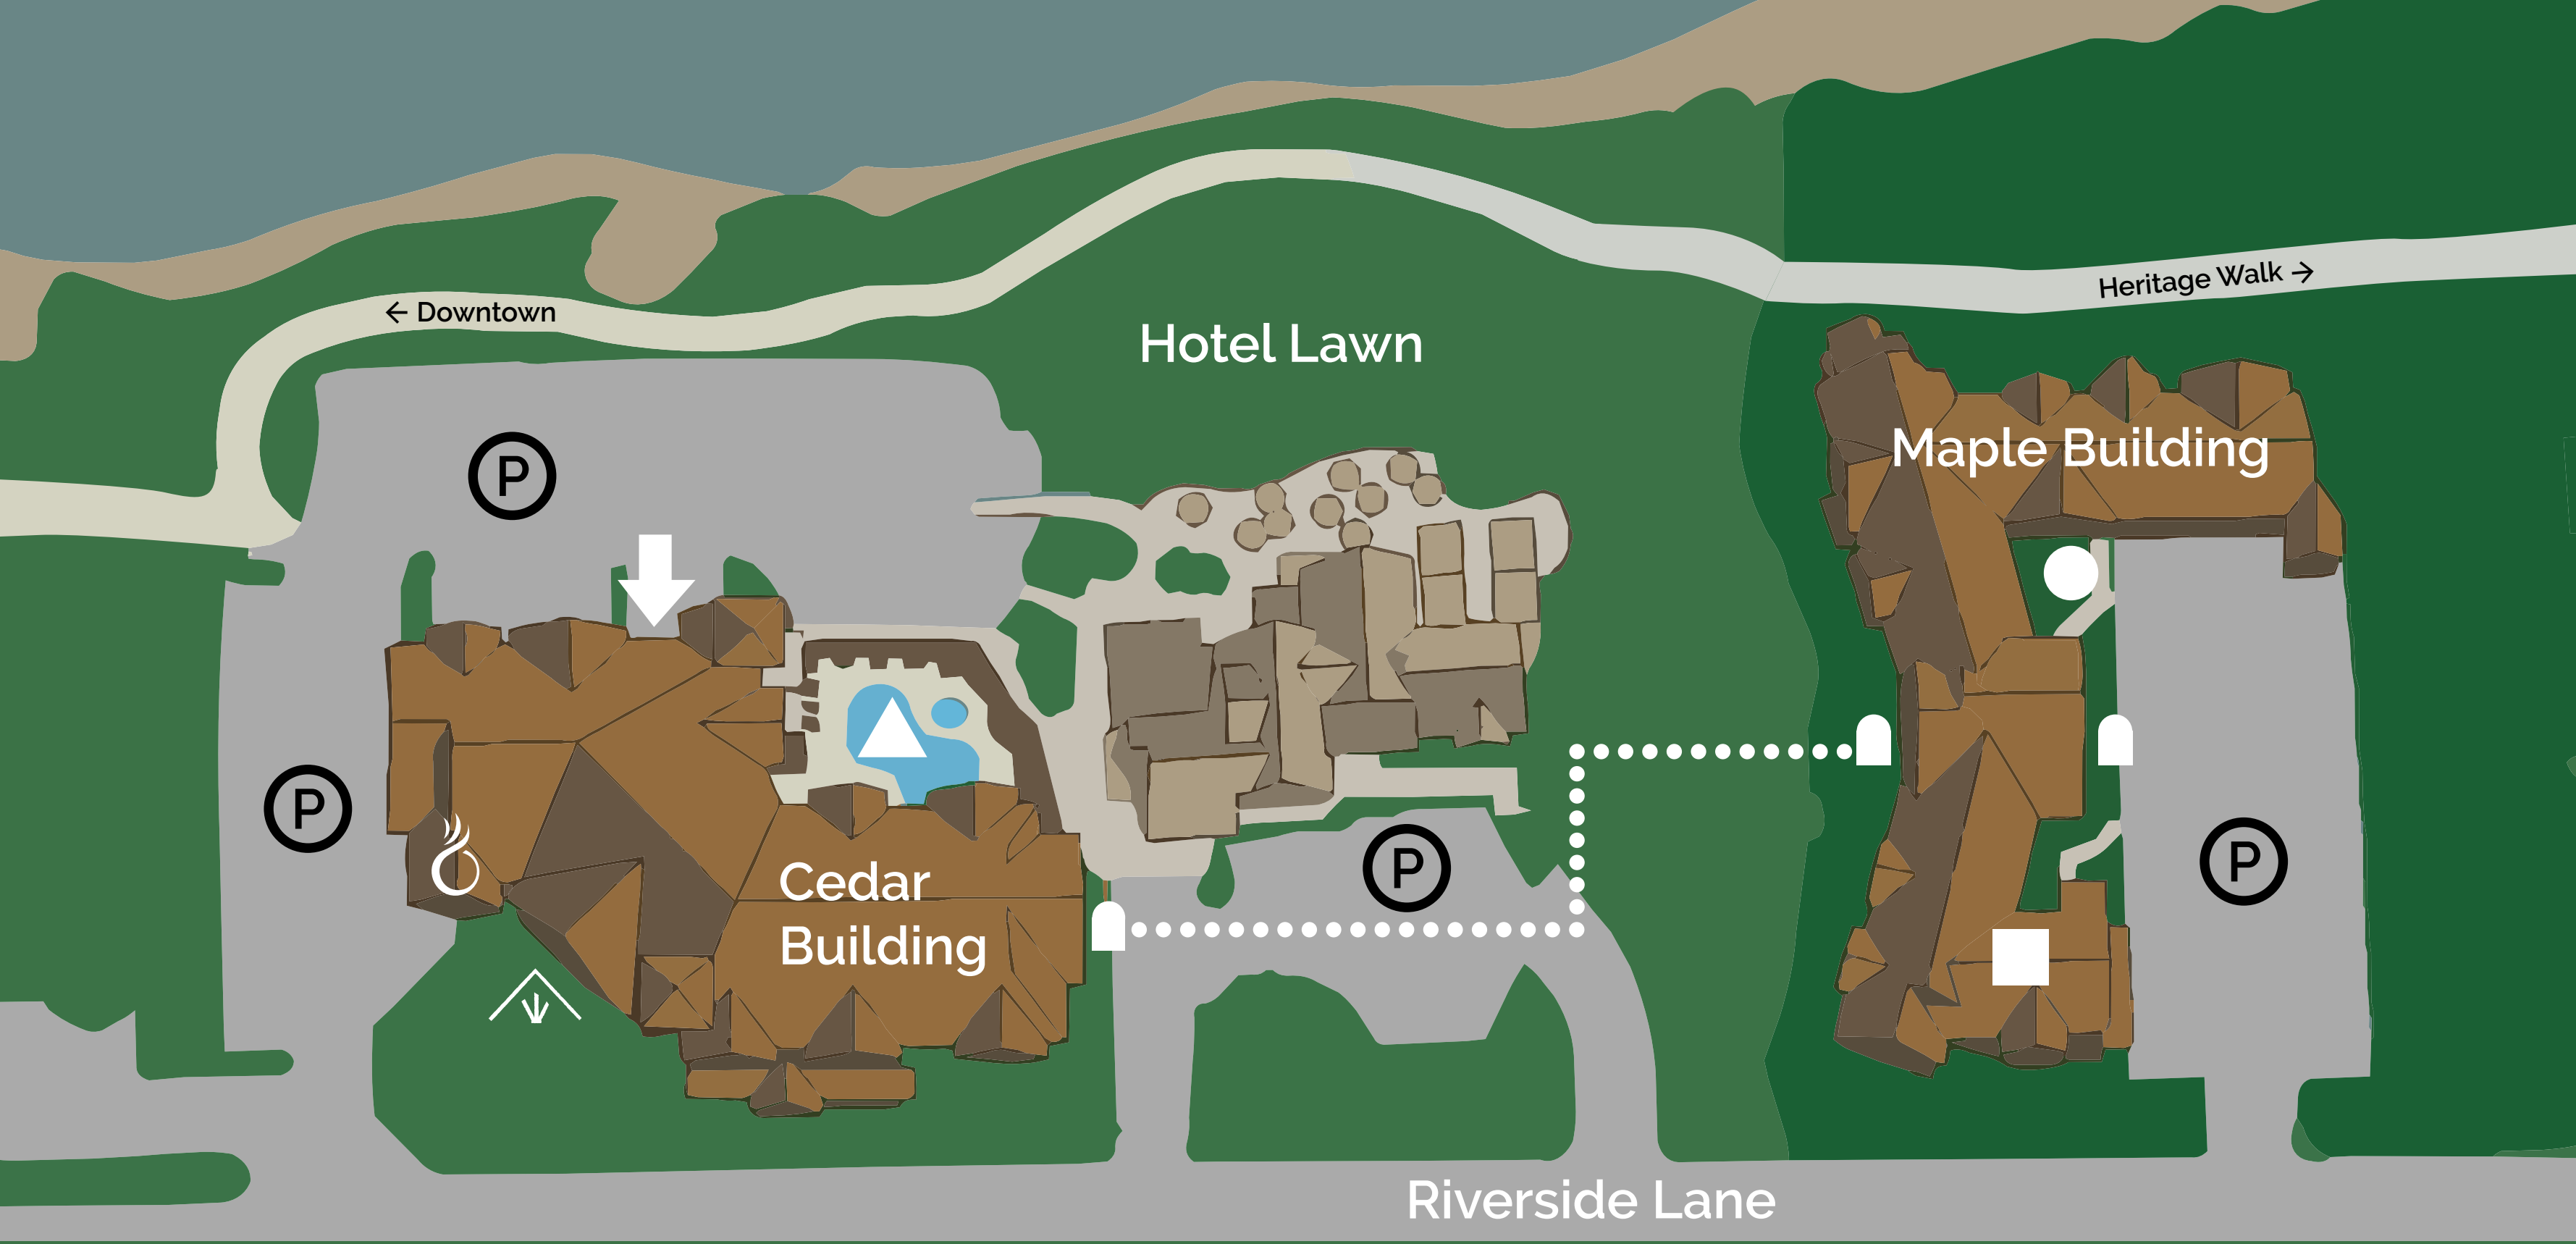 Heritage Walk →
← Downtown
Hotel Lawn
Maple Building
P
P
P
P
Cedar
Building
Riverside Lane